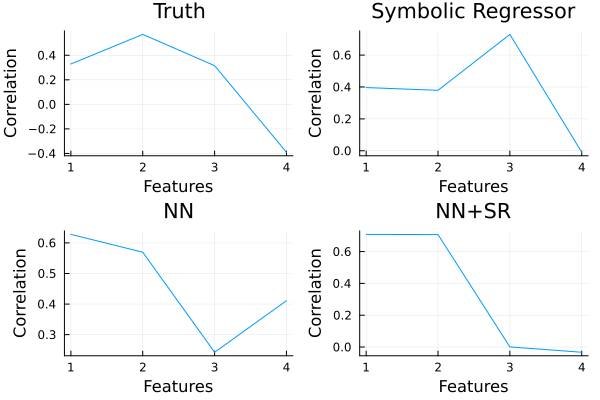 Truth
Correlation
0.4
0.2
0.0
−0.2
−0.4
1 2 3 4
Features
Symbolic Regressor
Correlation
0.6
0.4
0.2
0.0
1 2 3 4
Features
NN
Correlation
0.6
0.5
0.4
0.3
1 2 3 4
Features
NN+SR
Correlation
0.6
0.4
0.2
0.0
1 2 3 4
Features